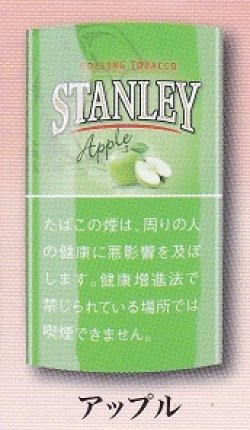 ROLLING TOBACCO
STANLEY
Apple
たばこの煙は、周りの人
の健康に悪影響を及ぼ
します。健康増進法で
禁じられている場所では
喫煙できません。
アップル